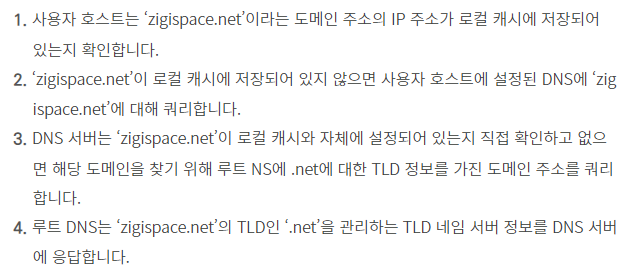 1. 사용자 호스트는 ‘zigispace.net’이라는 도메인 주소의 IP 주소가 로컬 캐시에 저장되어
있는지 확인합니다.
2. ‘zigispace.net’이 로컬 캐시에 저장되어 있지 않으면 사용자 호스트에 설정된 DNS에 ‘zig
ispace.net’에 대해 쿼리합니다.
3. DNS 서버는 ‘zigispace.net’이 로컬 캐시와 자체에 설정되어 있는지 직접 확인하고 없으
면 해당 도메인을 찾기 위해 루트 NS에 .net에 대한 TLD 정보를 가진 도메인 주소를 쿼리
합니다.
4. 루트 DNS는 ‘zigispace.net’의 TLD인 ‘.net’을 관리하는 TLD 네임 서버 정보를 DNS 서버
에 응답합니다.